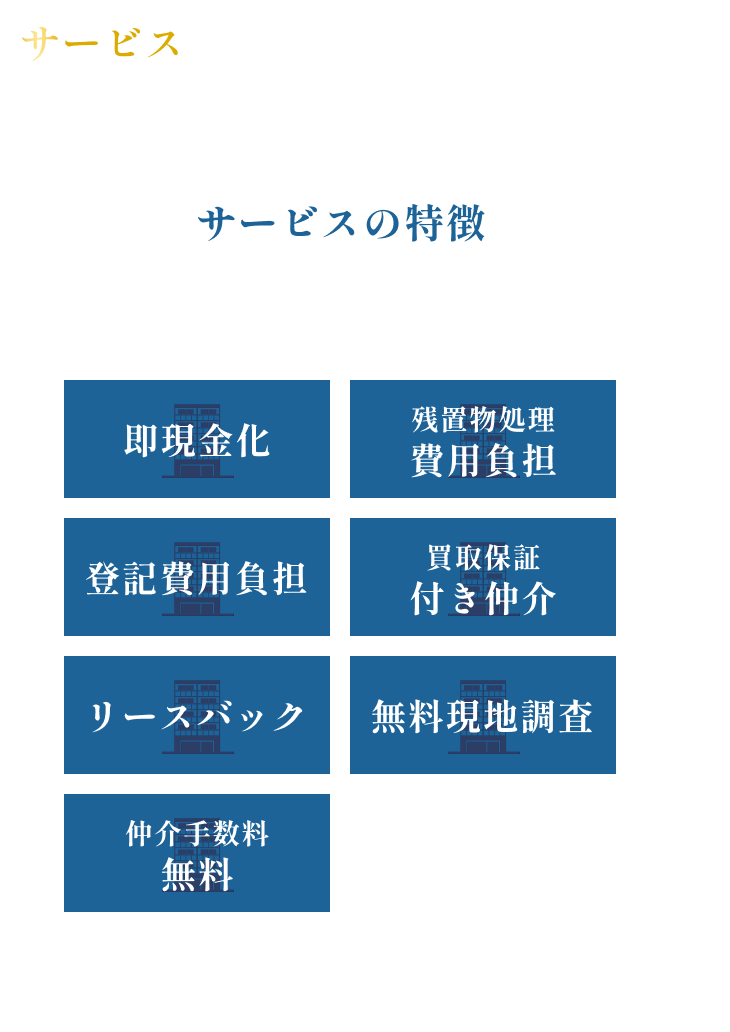 サービス
サービスの特徴
即現金化
残置物処理
費用負担
登記費用負担
買取保証
付き仲介
リースバック
無料現地調査
仲介手数料
無料